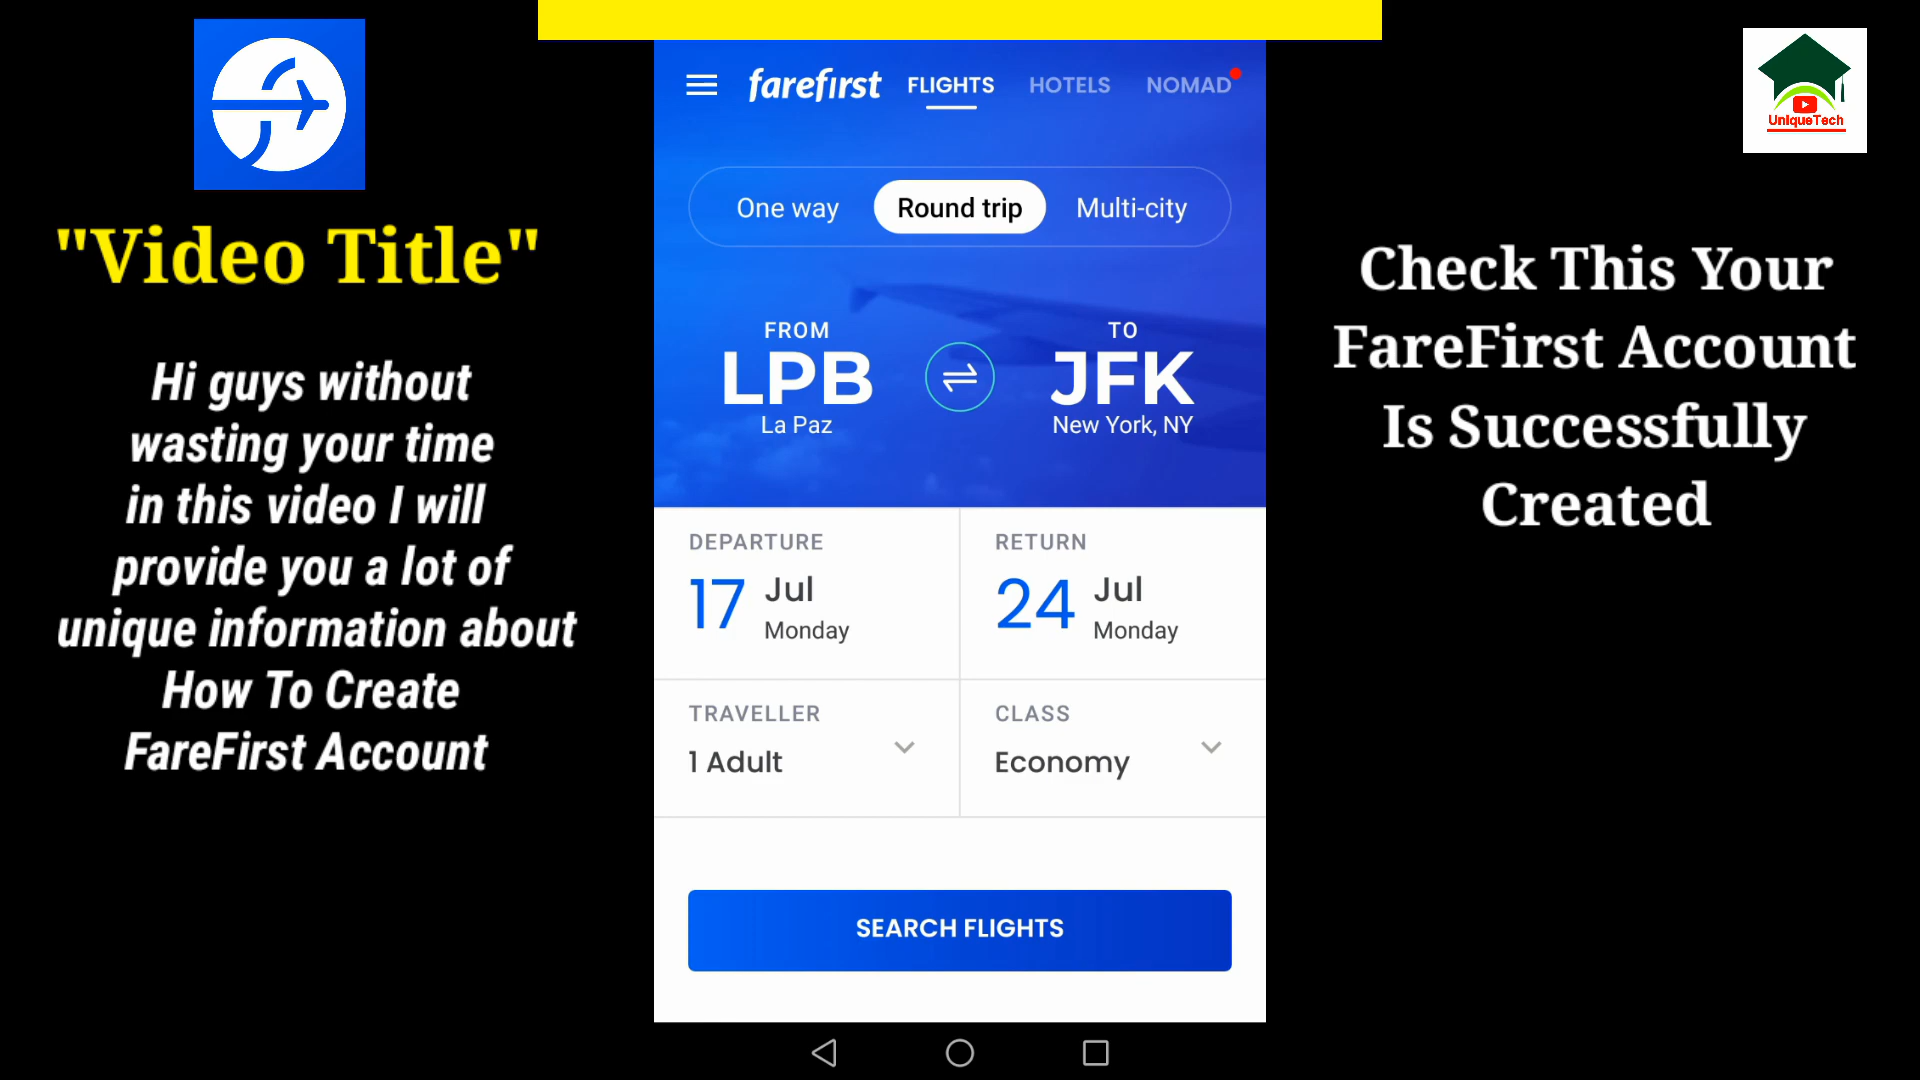 "Video Title"
Hi guys without
wasting your time
in this video I will
provide you a lot of
unique information about
How To Create
FareFirst Account
farefirst FLIGHTS HOTELS NOMAD
One way Round trip Multi-city
FROM
LPB
La Paz
TO
JFK
New York, NY
DEPARTURE
17 Jul
Monday
RETURN
24 Jul
Monday
TRAVELLER
1 Adult
CLASS
Economy
SEARCH FLIGHTS
UniqueTech
Check This Your
FareFirst Account
Is Successfully
Created